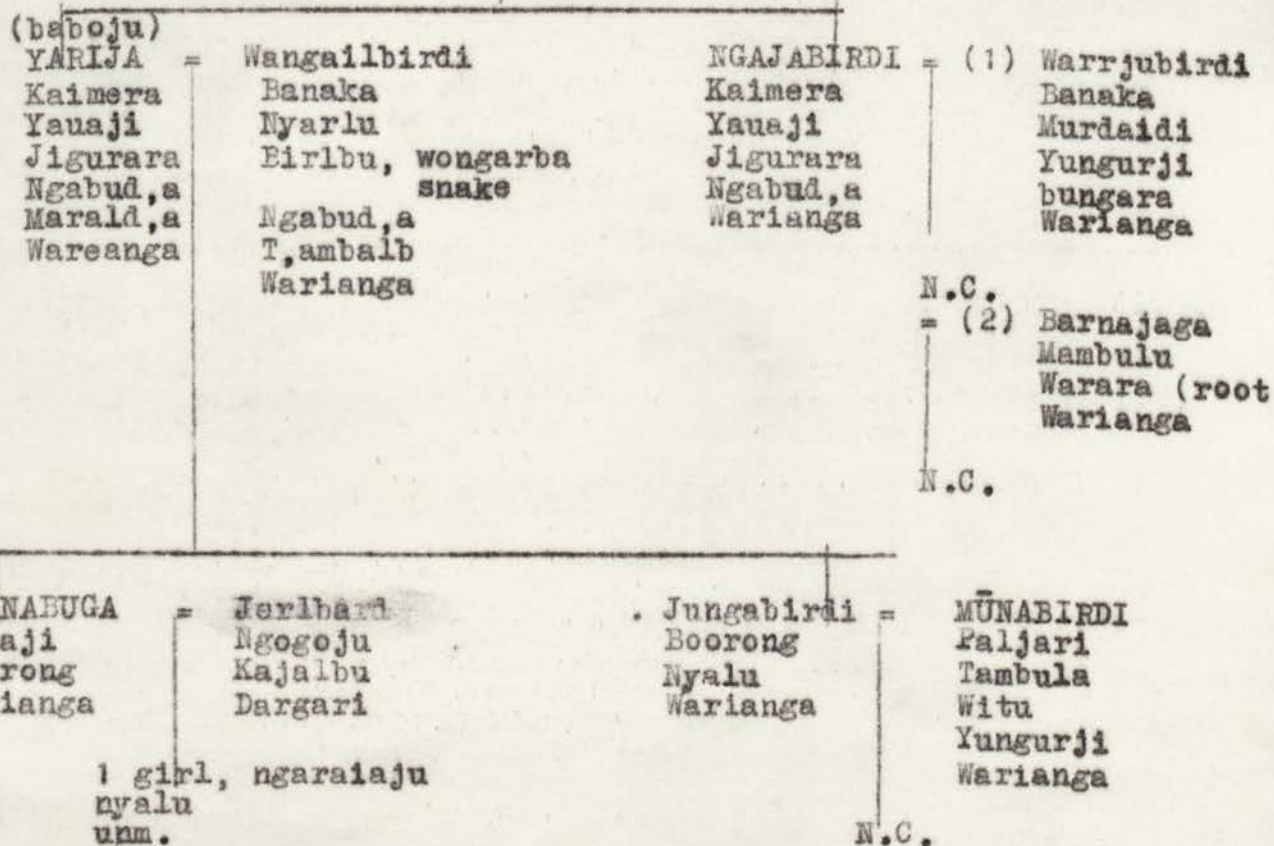 (baboju)
YARIJA = Wangailbirdi NGAJABIRDI = (1) Warrjubirdi
Kaimera Banaka Kaimera Banaka
Yauaji Nyarlu Yauaji Murdaidi
Jigurara Birlbu, wongarba Jigurara Yungurji
Ngabud,a snake Ngabud,a bungara
Marald,a Ngabud,a Warianga Warianga
Wareanga T,ambalb
Warianga
N.C.
= (2) Barnajaga
Mambulu
Warara (root
Warianga
N.C.
NABUGA = Jerlbard . Jungabirdi = MŪNABIRDI
aji Ngogoju Boorong Paljari
rong Kajalbu Nyalu Tambula
ianga Dargari Warianga Witu
Yungurji
1 girl, ngaraiaju Warianga
nyalu
unm. N.C.